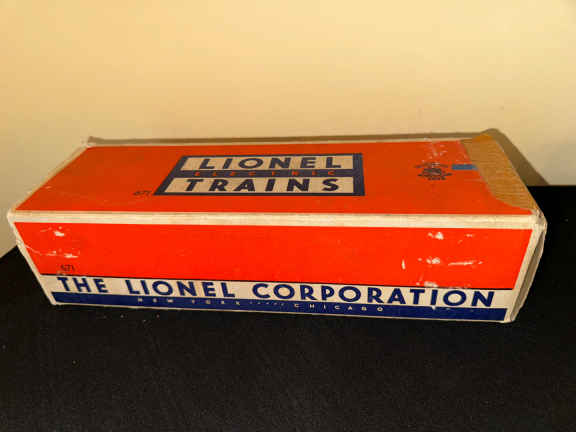 LIONEL
ELECTRIC
TRAINS
671
671
THE LIONEL CORPORATION
NEW YORK ..... CHICAGO